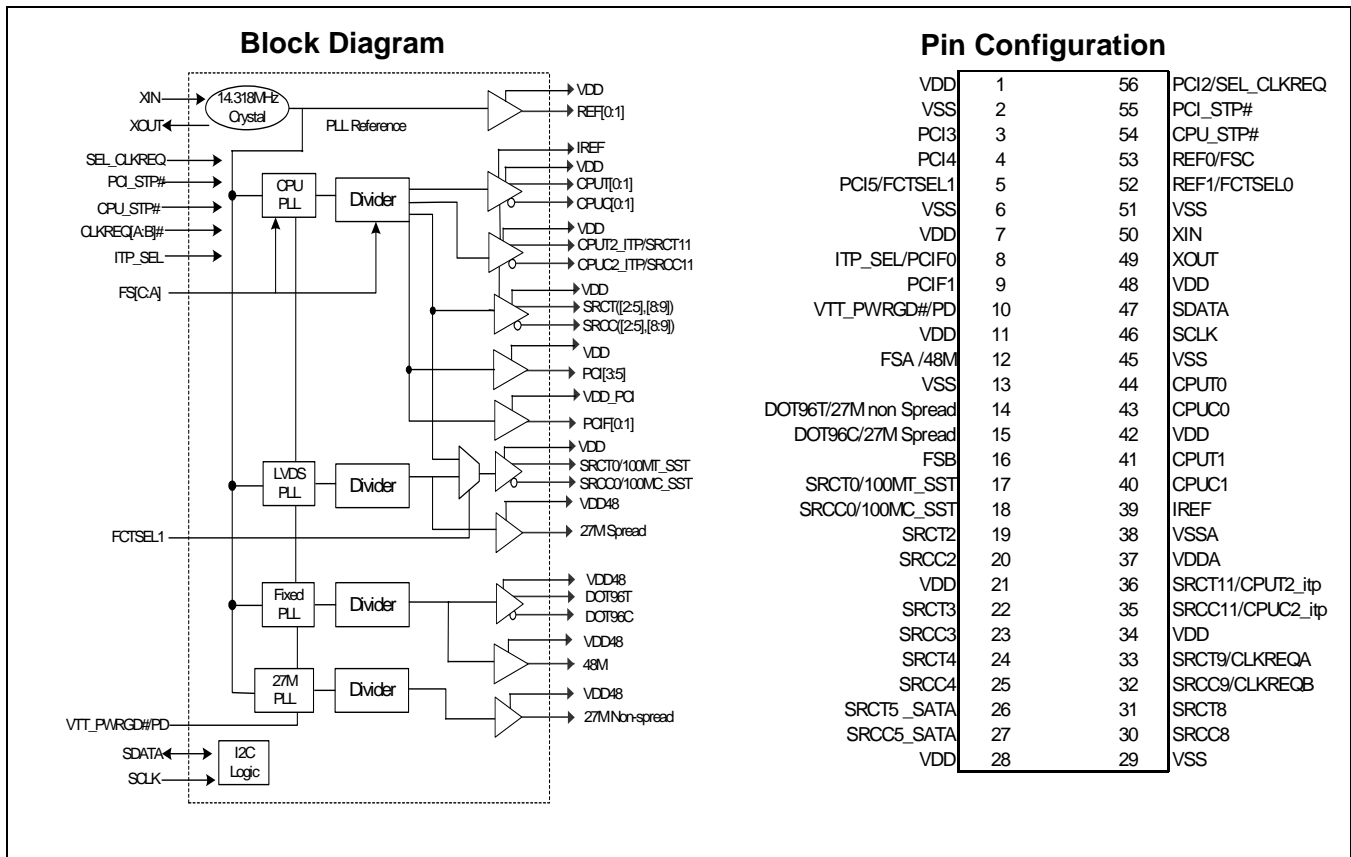 Block Diagram
XIN
XOUT
14.318MHz
Crystal
PLL Reference
VDD
REF[0:1]
SEL_CLKREQ
PCI_STP#
CPU_STP#
CLKREQ[A:B]#
ITP_SEL
FS[C:A]
CPU
PLL
Divider
IREF
VDD
CPUT[0:1]
CPUC[0:1]
VDD
CPUT2_ITP/SRCT11
CPUC2_ITP/SRCC11
VDD
SRCT([2:5],[8:9])
SRCC([2:5],[8:9])
VDD
PCI[3:5]
VDD_PCI
PCIF[0:1]
LVDS
PLL
Divider
VDD
SRCT0/100MT_SST
SRCC0/100MC_SST
VDD48
27M Spread
FCTSEL1
Fixed
PLL
Divider
VDD48
DOT96T
DOT96C
VDD48
48M
27M
PLL
Divider
VDD48
27M Non-spread
VTT_PWRGD#/PD
SDATA
SCLK
I2C
Logic
Pin Configuration
VDD 1 56 PCI2/SEL_CLKREQ
VSS 2 55 PCI_STP#
PCI3 3 54 CPU_STP#
PCI4 4 53 REF0/FSC
PCI5/FCTSEL1 5 52 REF1/FCTSEL0
VSS 6 51 VSS
VDD 7 50 XIN
ITP_SEL/PCIF0 8 49 XOUT
PCIF1 9 48 VDD
VTT_PWRGD#/PD 10 47 SDATA
VDD 11 46 SCLK
FSA /48M 12 45 VSS
VSS 13 44 CPUT0
DOT96T/27M non Spread 14 43 CPUC0
DOT96C/27M Spread 15 42 VDD
FSB 16 41 CPUT1
SRCT0/100MT_SST 17 40 CPUC1
SRCC0/100MC_SST 18 39 IREF
SRCT2 19 38 VSSA
SRCC2 20 37 VDDA
VDD 21 36 SRCT11/CPUT2_itp
SRCT3 22 35 SRCC11/CPUC2_itp
SRCC3 23 34 VDD
SRCT4 24 33 SRCT9/CLKREQA
SRCC4 25 32 SRCC9/CLKREQB
SRCT5 _SATA 26 31 SRCT8
SRCC5_SATA 27 30 SRCC8
VDD 28 29 VSS